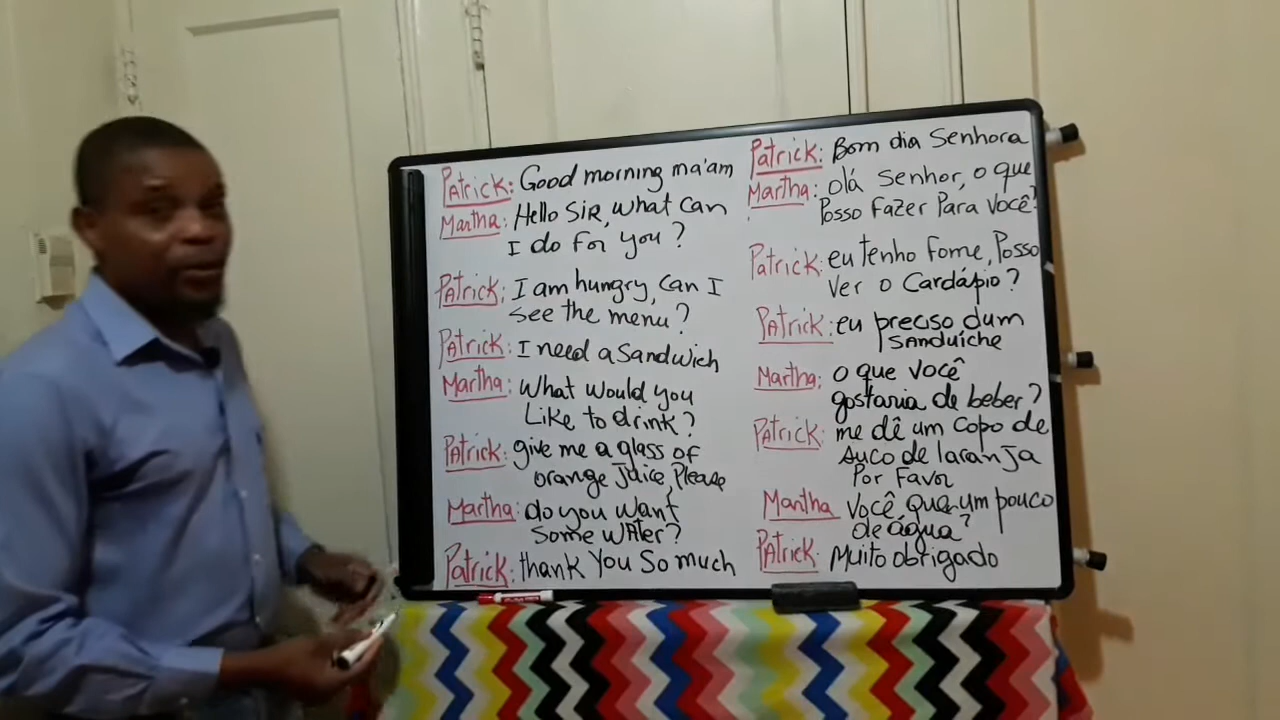 Patrick: Good morning ma'am
Martha: Hello SiR, What Can
I do for you?
Patrick: I am hungry, Can I
see the menu?
Patrick: I need a Sandwich
Martha: What would you
Like to drink?
Patrick: give me a glass of
orange Juice, Please
Martha: do you want
Some water?
Patrick: thank You So much
Patrick: Bom dia Senhora
Martha: olá senhor, o que
Posso Fazer Para Você?
Patrick: eu tenho fome, Posso
Ver o Cardápio?
Patrick: eu preciso dum
Sanduíche
Martha: o que Você
gostaria de beber?
Patrick: me dê um Copo de
Suco de laranja
Por Favor
Martha Você quer um pouco
de água?
Patrick: Muito obrigado